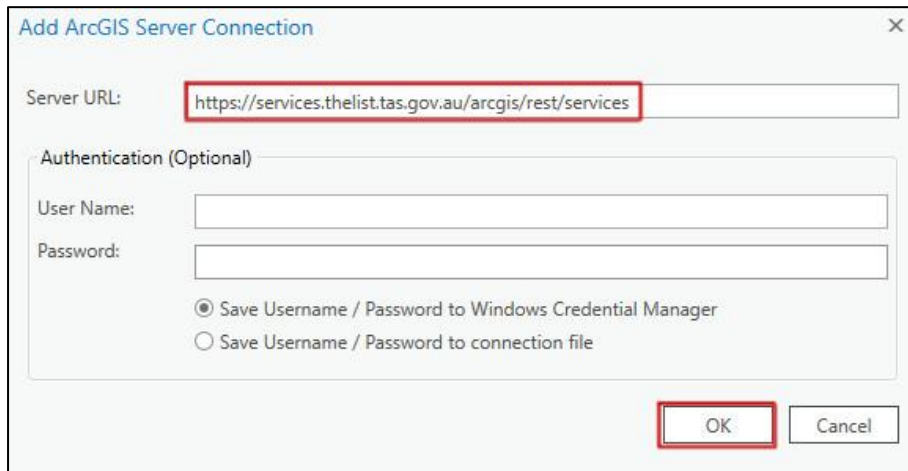 Add ArcGIS Server Connection
Server URL: https://services.thelist.tas.gov.au/arcgis/rest/services
Authentication (Optional)
User Name:
Password:
Save Username / Password to Windows Credential Manager
Save Username / Password to connection file
OK Cancel